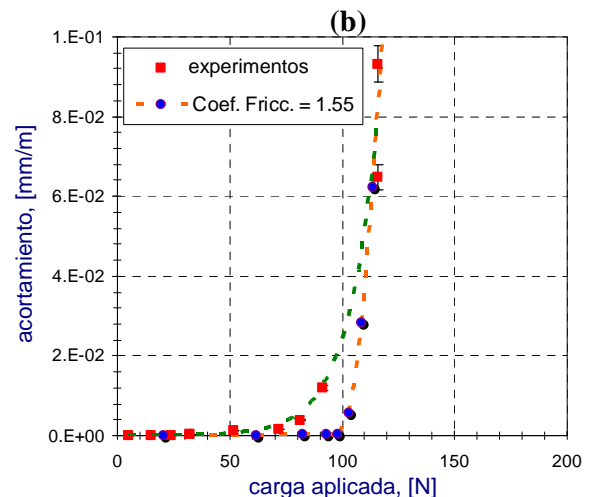 (b)
1.E-01
8.E-02
6.E-02
4.E-02
2.E-02
0.E+00
acortamiento, [mm/m]
experimentos
Coef. Fricc. = 1.55
0 50 100 150 200
carga aplicada, [N]